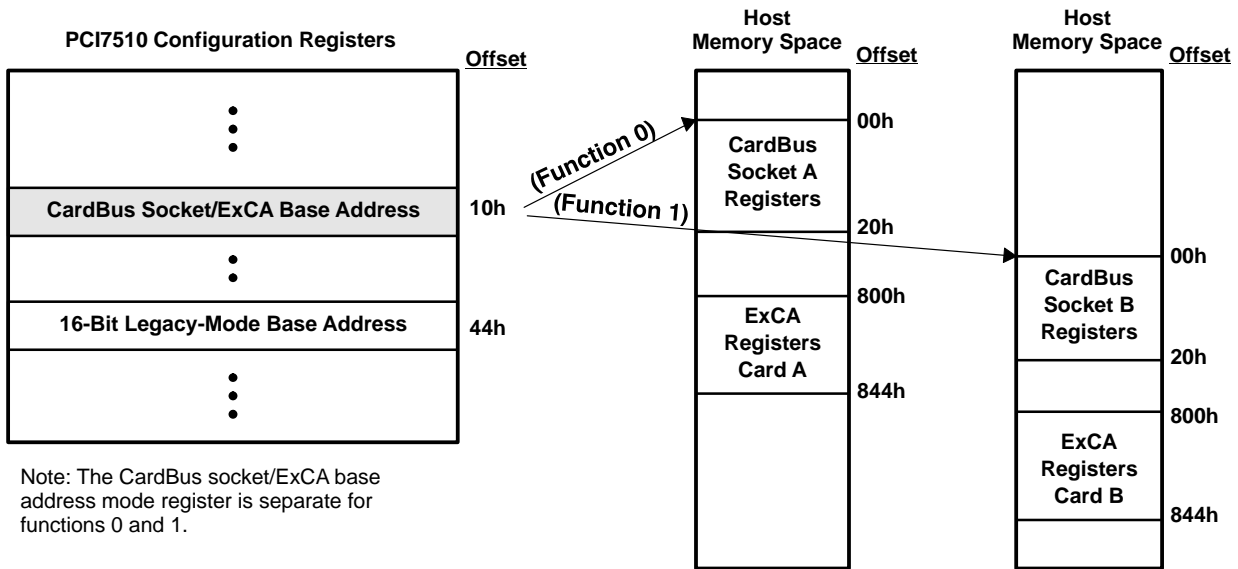 PCI7510 Configuration Registers
Offset
CardBus Socket/ExCA Base Address
10h
16-Bit Legacy-Mode Base Address
44h
Note: The CardBus socket/ExCA base
address mode register is separate for
functions 0 and 1.
(Function 0)
(Function 1)
Host
Memory Space
Offset
00h
CardBus
Socket A
Registers
20h
800h
ExCA
Registers
Card A
844h
Host
Memory Space
Offset
00h
CardBus
Socket B
Registers
20h
800h
ExCA
Registers
Card B
844h